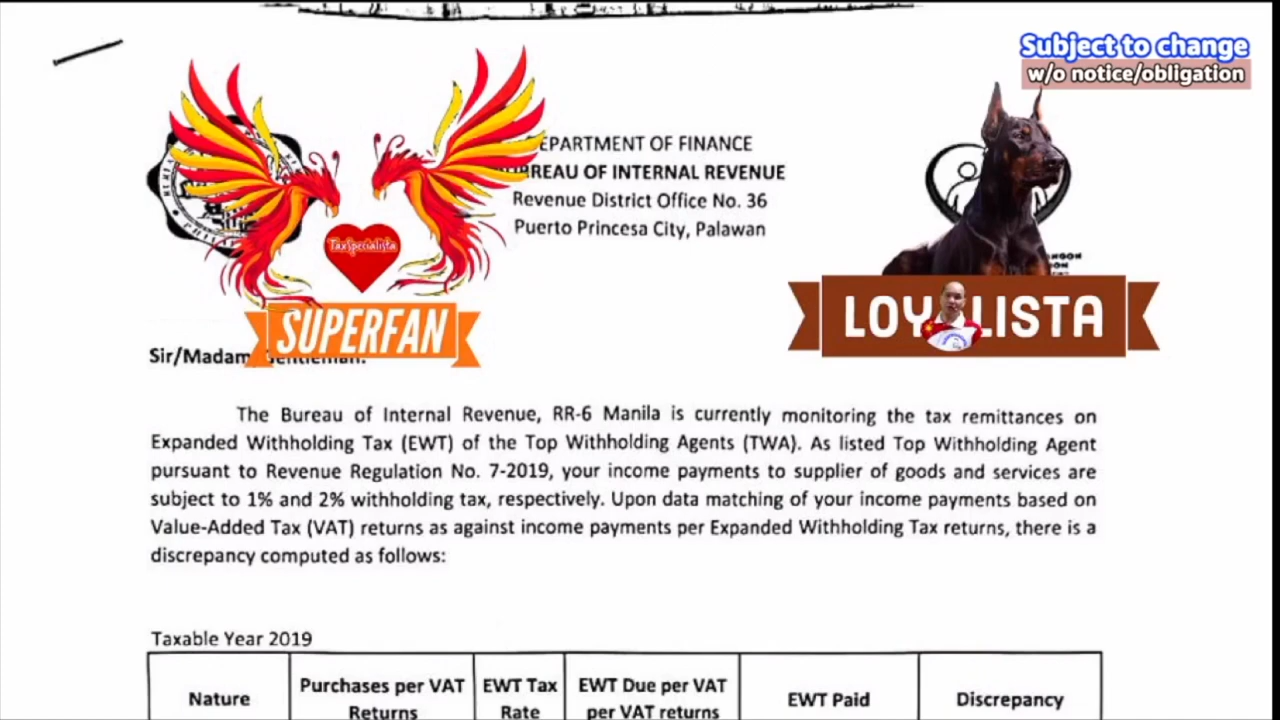 Subject to change
w/o notice/obligation
DEPARTMENT OF FINANCE
BUREAU OF INTERNAL REVENUE
Revenue District Office No. 36
Puerto Princesa City, Palawan
TaxSpecialista
SUPERFAN
LOY LISTA
Sir/Madam/Gentleman:
The Bureau of Internal Revenue, RR-6 Manila is currently monitoring the tax remittances on
Expanded Withholding Tax (EWT) of the Top Withholding Agents (TWA). As listed Top Withholding Agent
pursuant to Revenue Regulation No. 7-2019, your income payments to supplier of goods and services are
subject to 1% and 2% withholding tax, respectively. Upon data matching of your income payments based on
Value-Added Tax (VAT) returns as against income payments per Expanded Withholding Tax returns, there is a
discrepancy computed as follows:
Taxable Year 2019
Nature
Purchases per VAT
Returns
EWT Tax
Rate
EWT Due per VAT
per VAT returns
EWT Paid
Discrepancy